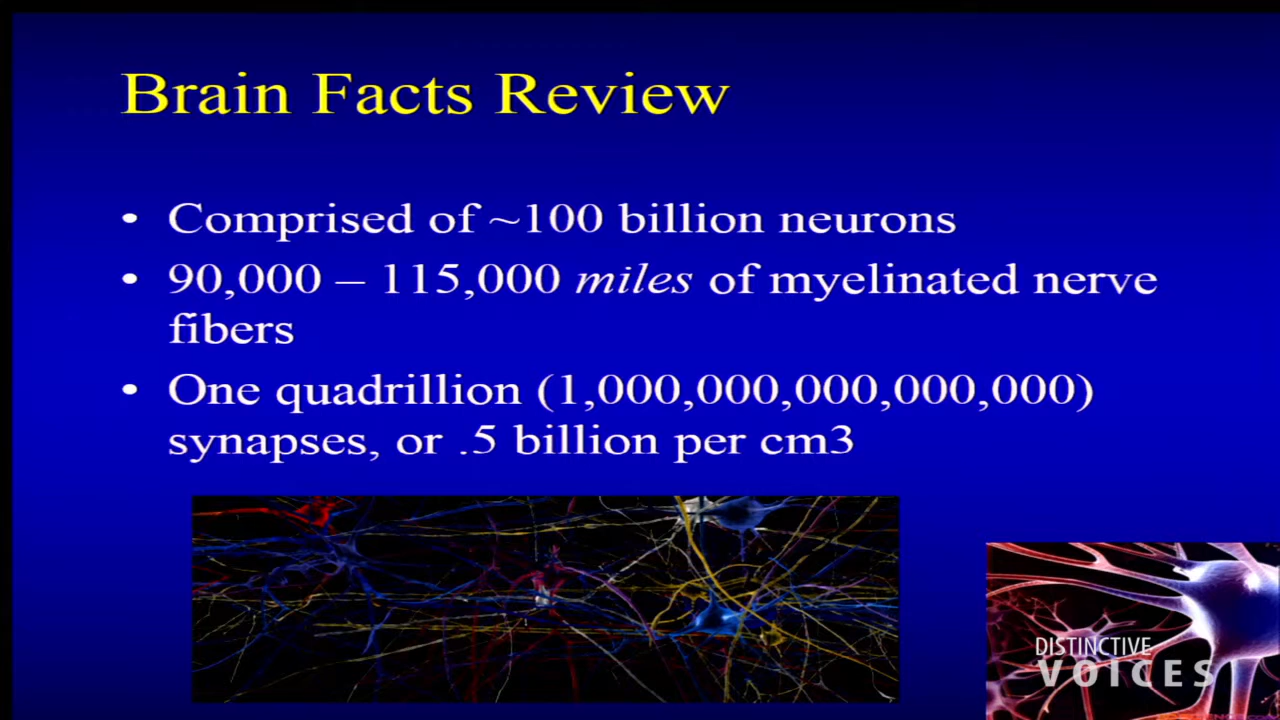 Brain Facts Review
• Comprised of ~100 billion neurons
• 90,000 – 115,000 miles of myelinated nerve
fibers
• One quadrillion (1,000,000,000,000,000)
synapses, or .5 billion per cm3
DISTINCTIVE
VOICES